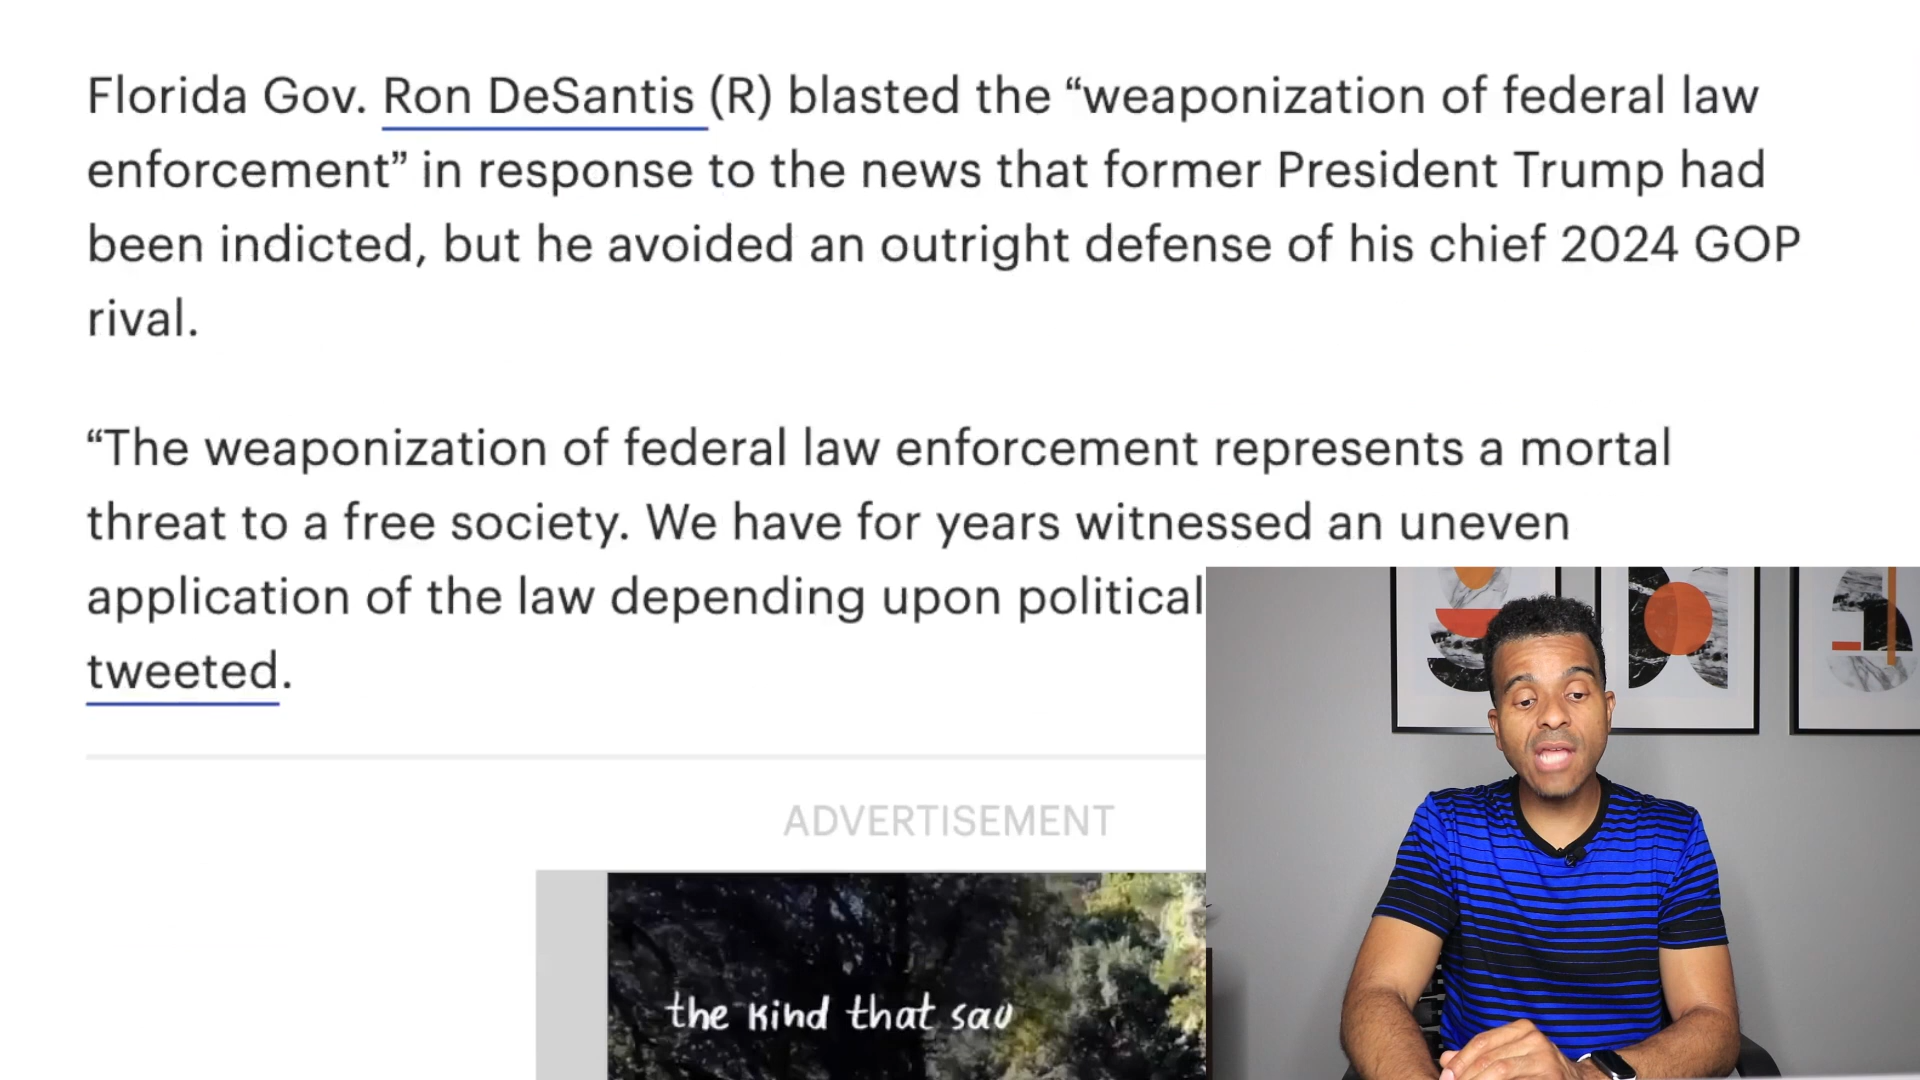 Florida Gov. Ron DeSantis (R) blasted the “weaponization of federal law
enforcement” in response to the news that former President Trump had
been indicted, but he avoided an outright defense of his chief 2024 GOP
rival.
“The weaponization of federal law enforcement represents a mortal
threat to a free society. We have for years witnessed an uneven
application of the law depending upon political
tweeted.
ADVERTISEMENT
the kind that sav